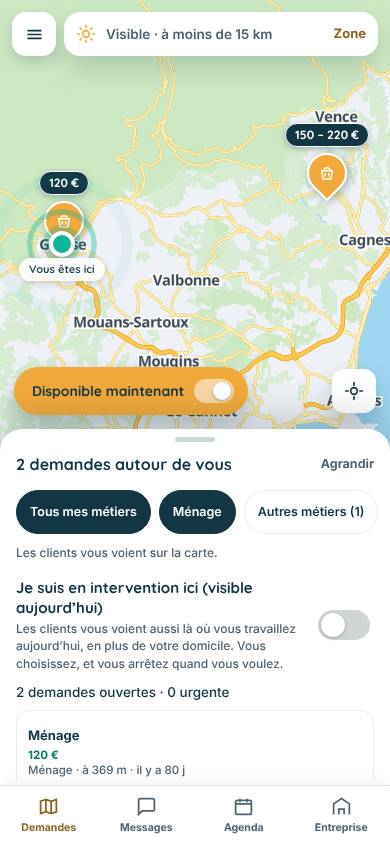 Visible · à moins de 15 km
Zone
Vence
150 – 220 €
120 €
Cagnes
Vous êtes ici
Valbonne
Mouans-Sartoux
Mougins
Disponible maintenant
2 demandes autour de vous
Agrandir
Tous mes métiers
Ménage
Autres métiers (1)
Les clients vous voient sur la carte.
Je suis en intervention ici (visible
aujourd’hui)
Les clients vous voient aussi là où vous travaillez
aujourd’hui, en plus de votre domicile. Vous
choisissez, et vous arrêtez quand vous voulez.
2 demandes ouvertes · 0 urgente
Ménage
120 €
Ménage · à 369 m · il y a 80 j
Demandes
Messages
Agenda
Entreprise